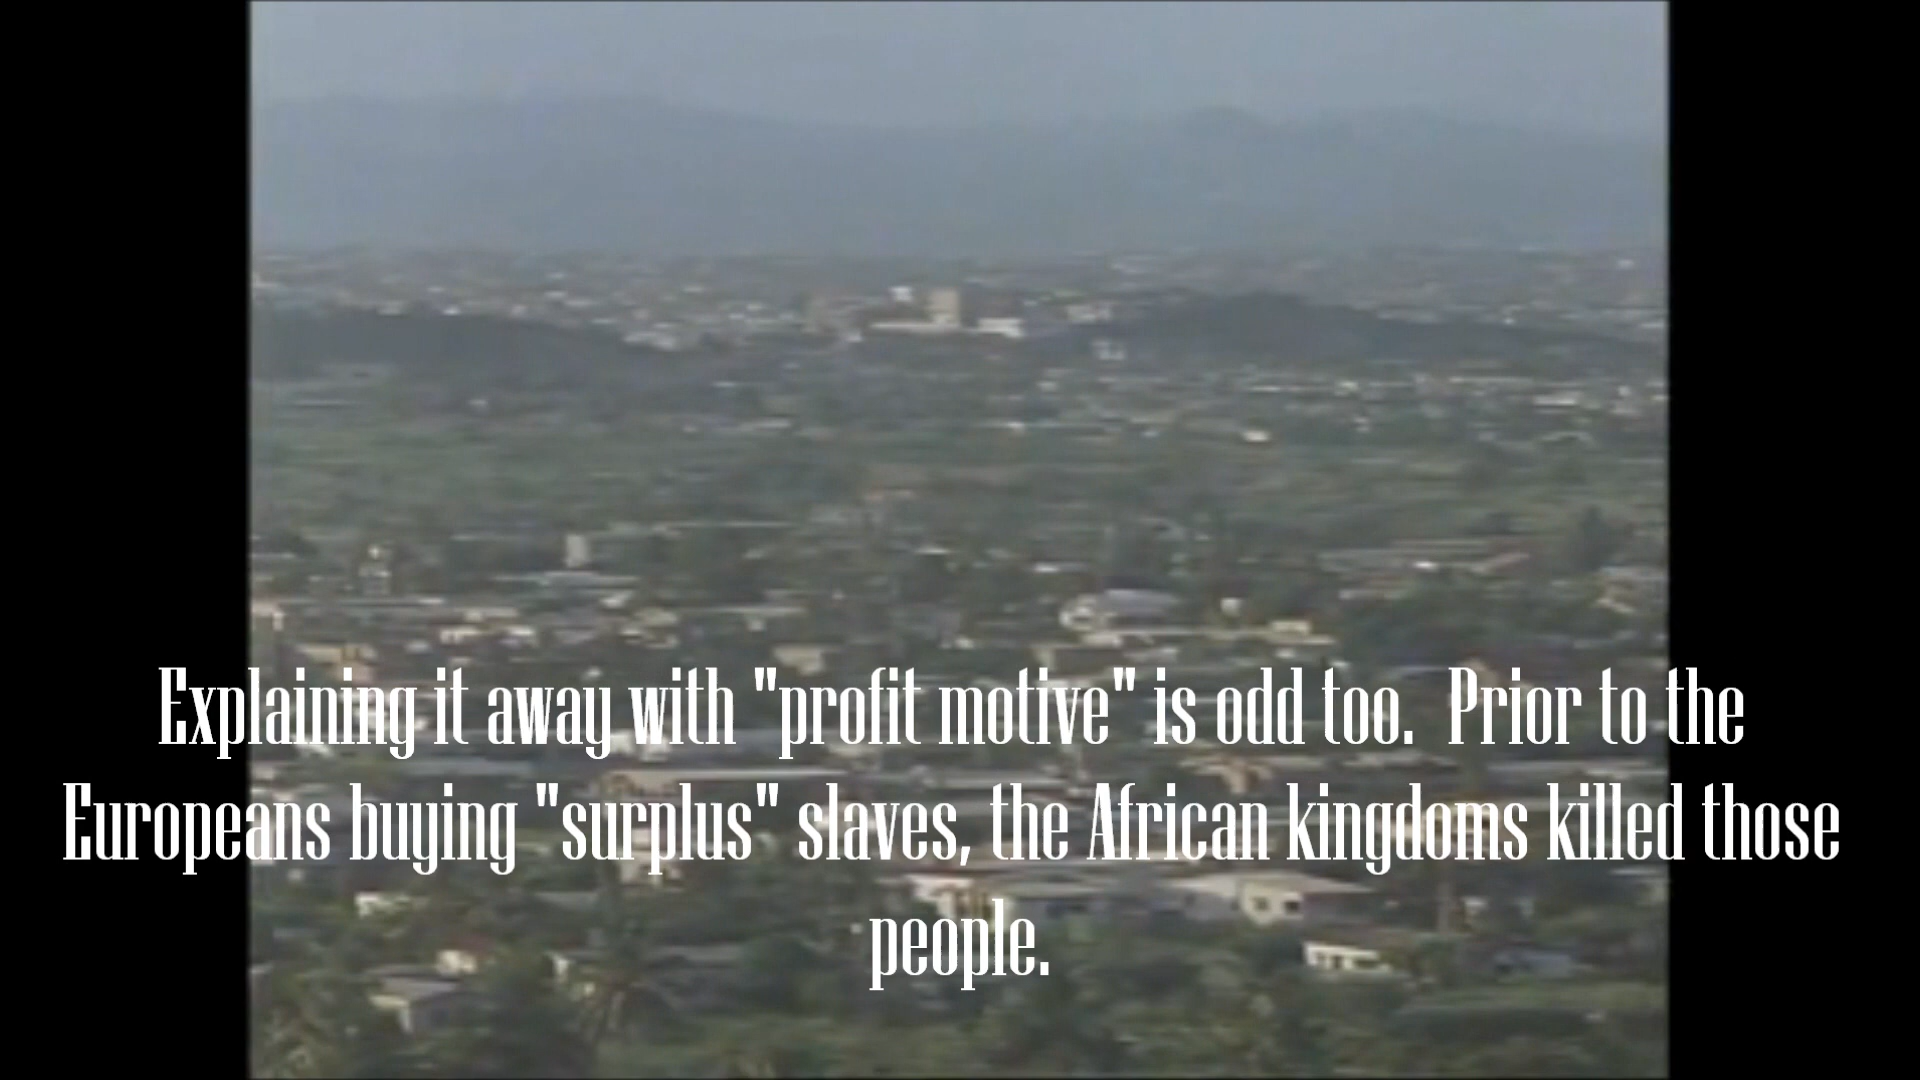 Explaining it away with "profit motive" is odd too.  Prior to the
Europeans buying "surplus" slaves, the African kingdoms killed those
people.